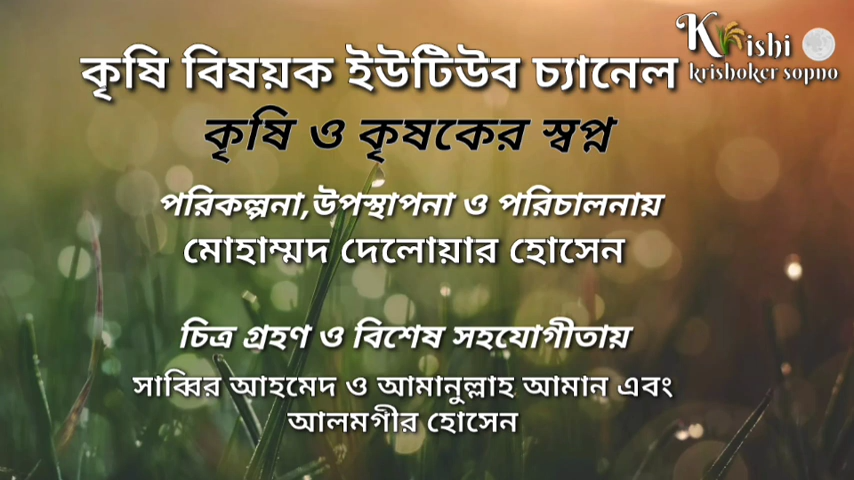 Krishi
krishoker sopno
কৃষি বিষয়ক ইউটিউব চ্যানেল
কৃষি ও কৃষকের স্বপ্ন
পরিকল্পনা,উপস্থাপনা ও পরিচালনায়
মোহাম্মদ দেলোয়ার হোসেন
চিত্র গ্রহণ ও বিশেষ সহযোগীতায়
সাব্বির আহমেদ ও আমানুল্লাহ আমান এবং
আলমগীর হোসেন